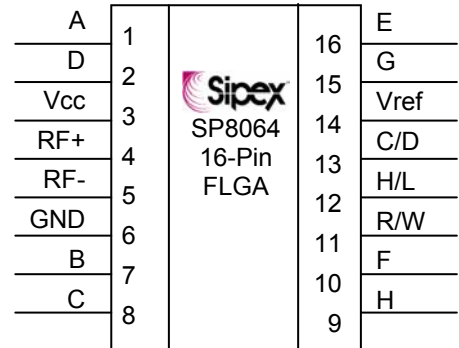 A
D
Vcc
RF+
RF-
GND
B
C
1
2
3
4
5
6
7
8
Sipex
SP8064
16-Pin
FLGA
16
15
14
13
12
11
10
9
E
G
Vref
C/D
H/L
R/W
F
H